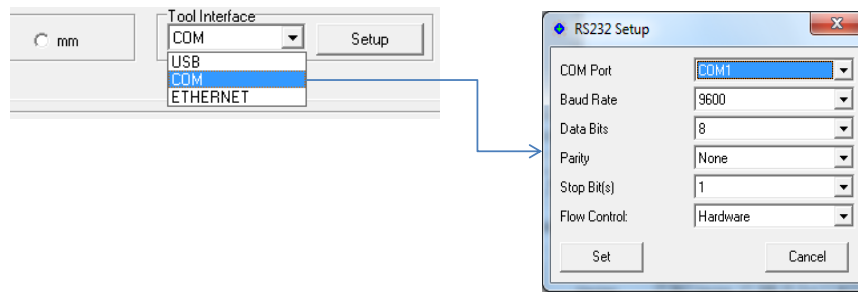 Tool Interface
mm
COM
Setup
USB
COM
ETHERNET
RS232 Setup
COM Port
COM1
Baud Rate
9600
Data Bits
8
Parity
None
Stop Bit(s)
1
Flow Control:
Hardware
Set
Cancel